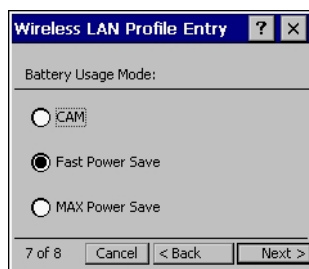 Wireless LAN Profile Entry ? ×
Battery Usage Mode:
CAM
Fast Power Save
MAX Power Save
7 of 8 Cancel < Back Next >